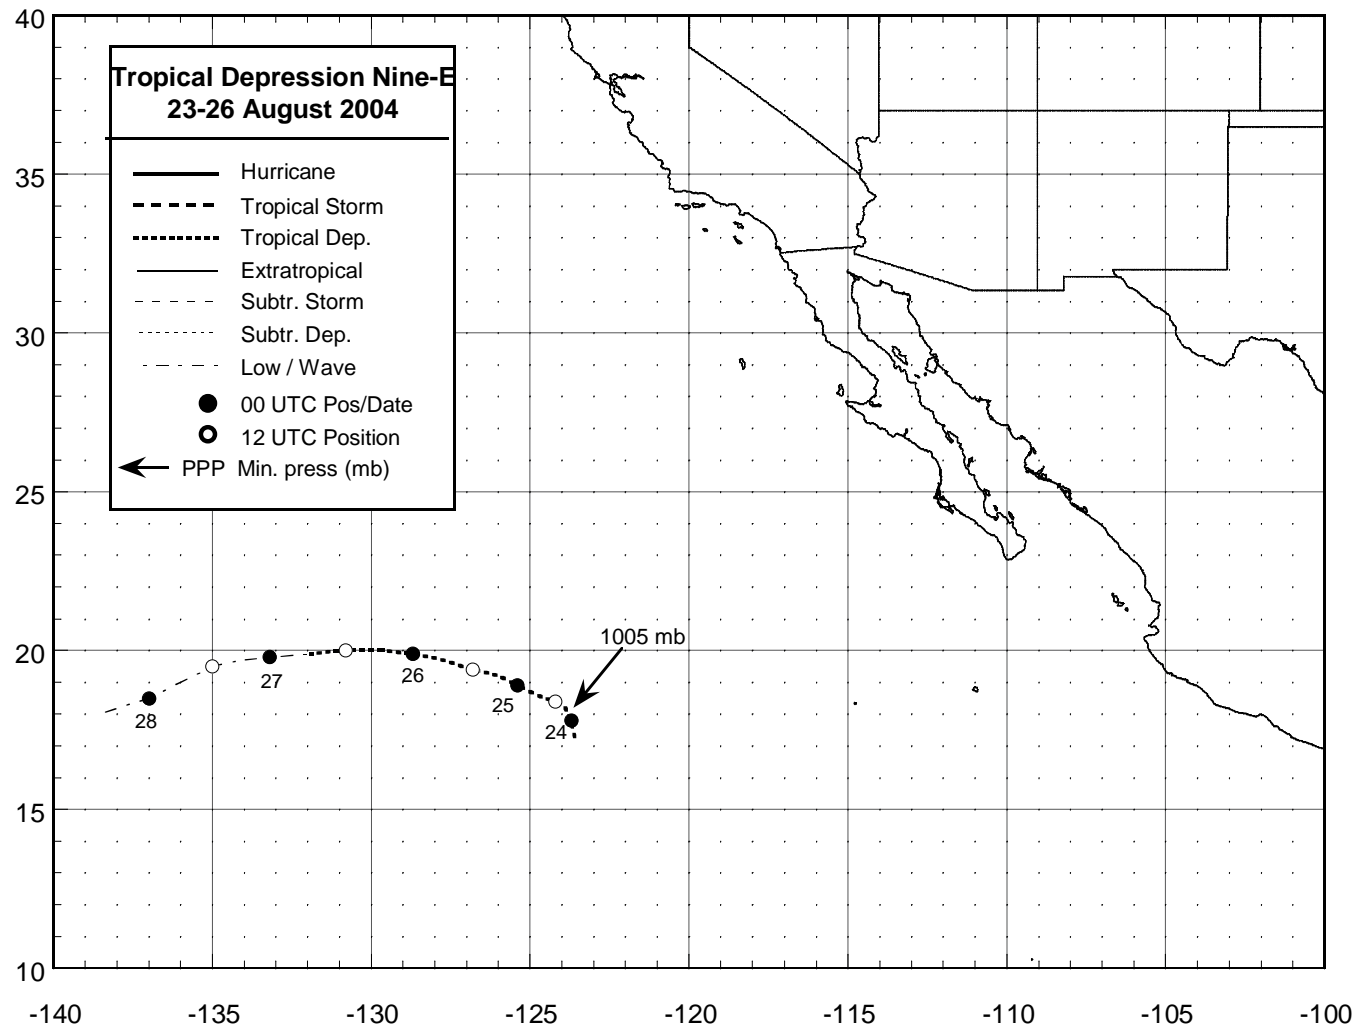 40
Tropical Depression Nine-E
23-26 August 2004
Hurricane
35
Tropical Storm
Tropical Dep.
Extratropical
Subtr. Storm
Subtr. Dep.
30
Low / Wave
00 UTC Pos/Date
12 UTC Position
PPP Min. press (mb)
25
20
1005 mb
27
26
25
28
24
15
10
-140 -135 -130 -125 -120 -115 -110 -105 -100